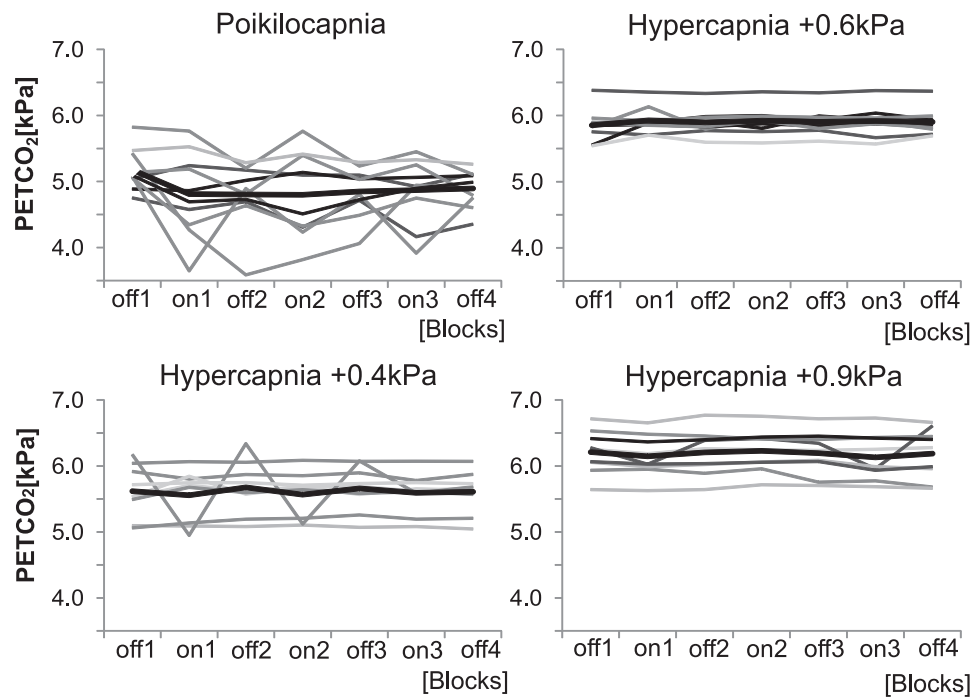 Poikilocapnia
PETCO₂[kPa]
7.0
6.0
5.0
4.0
off1 on1 off2 on2 off3 on3 off4
[Blocks]
Hypercapnia +0.6kPa
7.0
6.0
5.0
4.0
off1 on1 off2 on2 off3 on3 off4
[Blocks]
Hypercapnia +0.4kPa
PETCO₂[kPa]
7.0
6.0
5.0
4.0
off1 on1 off2 on2 off3 on3 off4
[Blocks]
Hypercapnia +0.9kPa
7.0
6.0
5.0
4.0
off1 on1 off2 on2 off3 on3 off4
[Blocks]